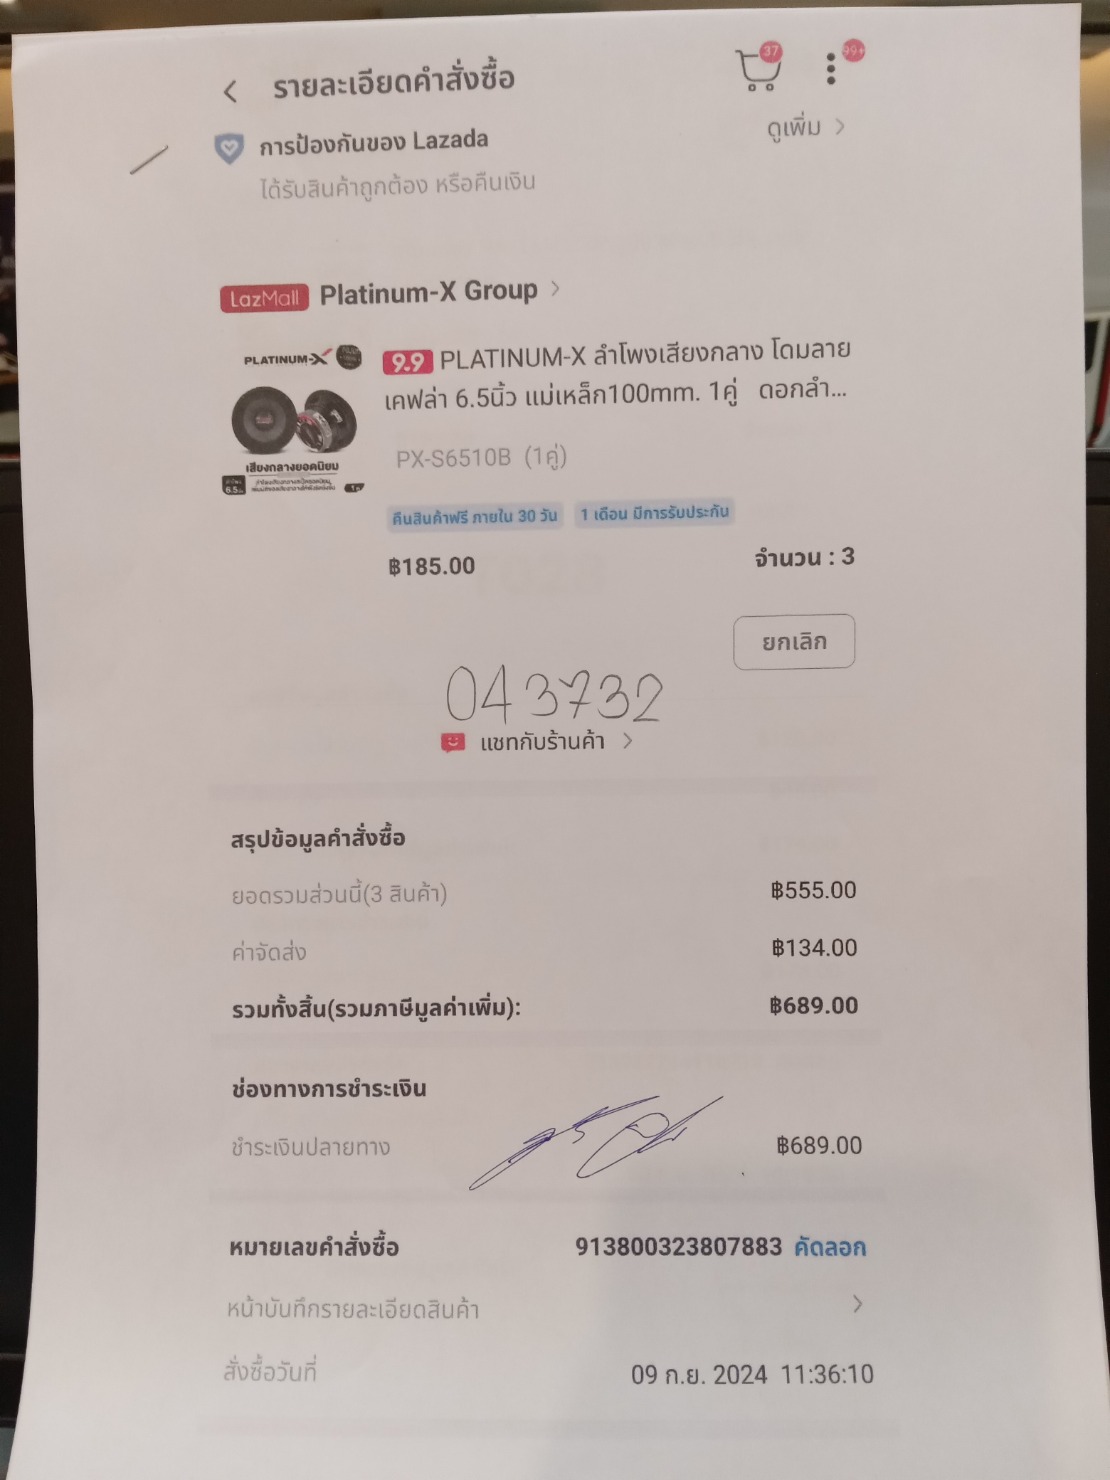 รายละเอียดคำสั่งซื้อ
37
99+
การป้องกันของ Lazada
ดูเพิ่ม
ได้รับสินค้าถูกต้อง หรือคืนเงิน
LazMall Platinum-X Group
PLATINUM-X
9.9 PLATINUM-X ลำโพงเสียงกลาง โดมลาย
เคฟล่า 6.5นิ้ว แม่เหล็ก100mm. 1คู่ ดอกลำ...
PX-S6510B (1คู่)
เสียงกลางยอดนิยม
6.5
คืนสินค้าฟรี ภายใน 30 วัน 1 เดือน มีการรับประกัน
฿185.00 จำนวน : 3
ยกเลิก
043732
แชทกับร้านค้า
สรุปข้อมูลคำสั่งซื้อ
ยอดรวมส่วนนี้(3 สินค้า) ฿555.00
ค่าจัดส่ง ฿134.00
รวมทั้งสิ้น(รวมภาษีมูลค่าเพิ่ม): ฿689.00
ช่องทางการชำระเงิน
ชำระเงินปลายทาง ฿689.00
หมายเลขคำสั่งซื้อ 913800323807883 คัดลอก
หน้าบันทึกรายละเอียดสินค้า
สั่งซื้อวันที่ 09 ก.ย. 2024 11:36:10